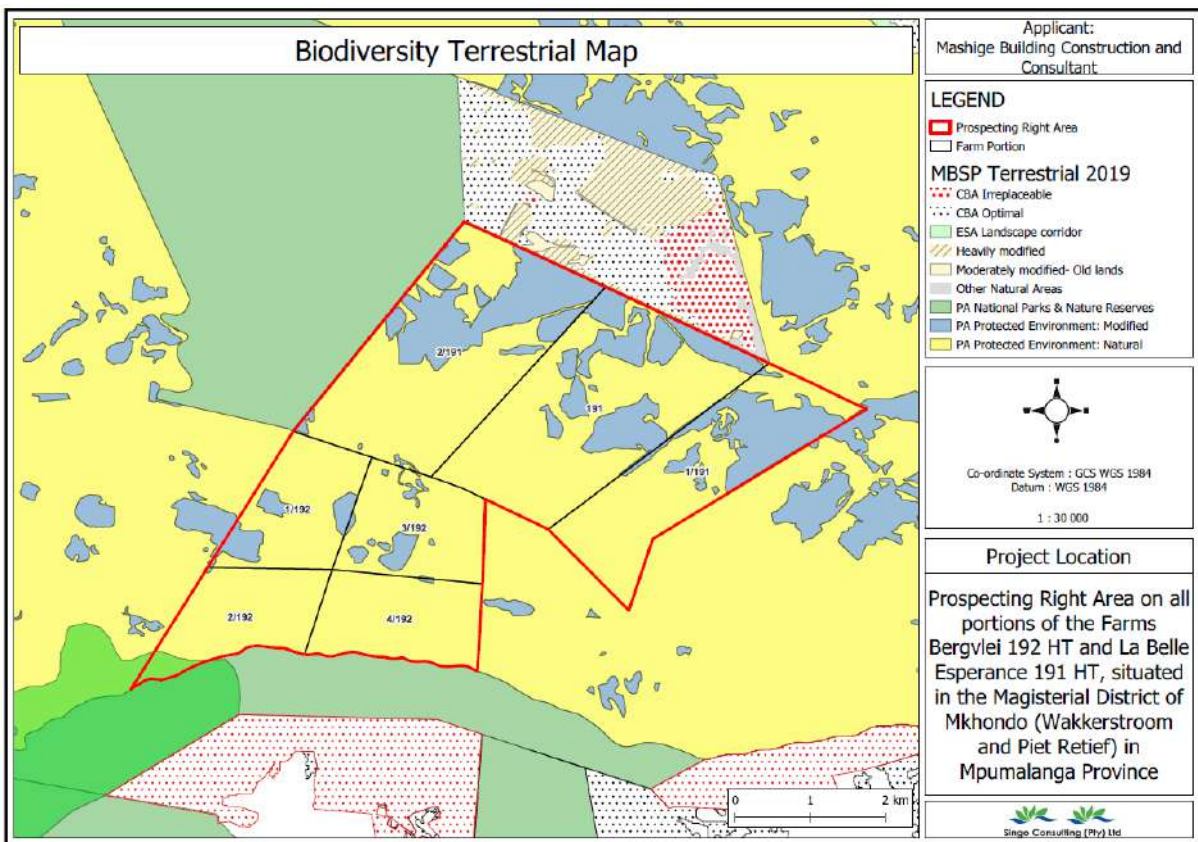 Biodiversity Terrestrial Map
Applicant:
Mashige Building Construction and
Consultant
LEGEND
Prospecting Right Area
Farm Portion
MBSP Terrestrial 2019
CBA Irreplaceable
CBA Optimal
ESA Landscape corridor
Heavily modified
Moderately modified- Old lands
Other Natural Areas
PA National Parks & Nature Reserves
PA Protected Environment: Modified
PA Protected Environment: Natural
Co-ordinate System : GCS WGS 1984
Datum : WGS 1984
1 : 30 000
Project Location
Prospecting Right Area on all
portions of the Farms
Bergvlei 192 HT and La Belle
Esperance 191 HT, situated
in the Magisterial District of
Mkhondo (Wakkerstroom
and Piet Retief) in
Mpumalanga Province
Singo Consulting (Pty) Ltd
2/191
191
1/191
1/192
3/192
2/192
4/192
0 1 2 km